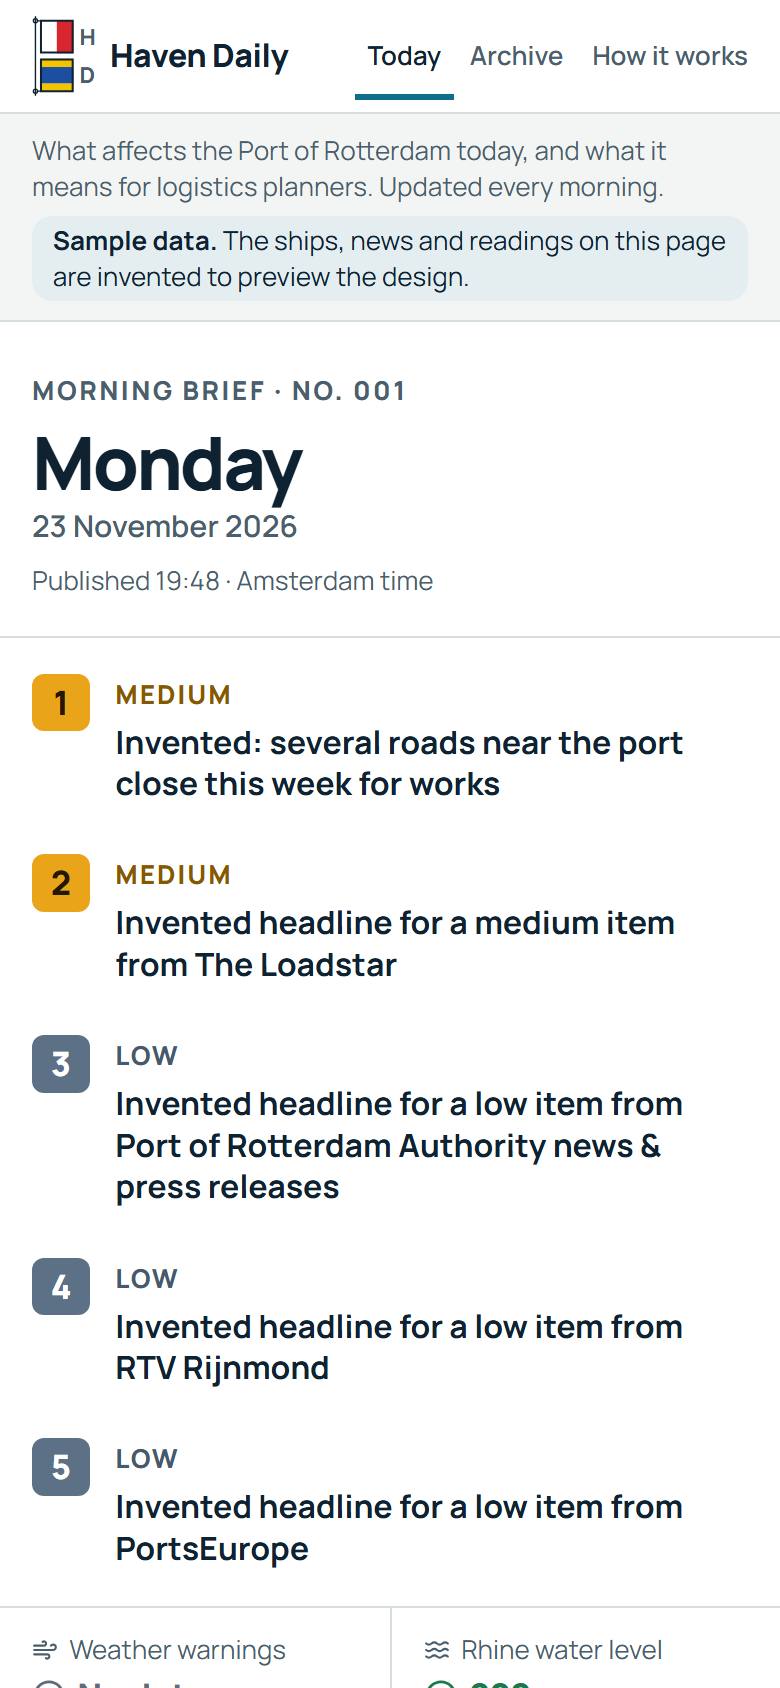 H
D
Haven Daily
Today
Archive
How it works
What affects the Port of Rotterdam today, and what it
means for logistics planners. Updated every morning.
Sample data. The ships, news and readings on this page
are invented to preview the design.
MORNING BRIEF · NO. 001
Monday
23 November 2026
Published 19:48 · Amsterdam time
1
MEDIUM
Invented: several roads near the port
close this week for works
2
MEDIUM
Invented headline for a medium item
from The Loadstar
3
LOW
Invented headline for a low item from
Port of Rotterdam Authority news &
press releases
4
LOW
Invented headline for a low item from
RTV Rijnmond
5
LOW
Invented headline for a low item from
PortsEurope
Weather warnings
Rhine water level